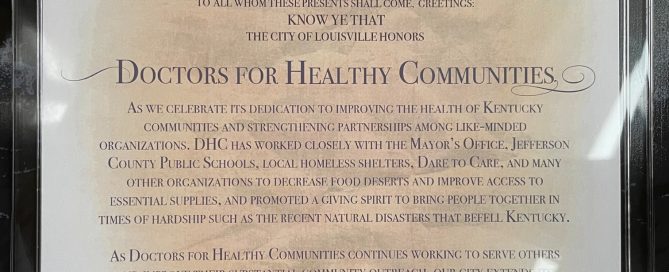 TO ALL WHOM THESE PRESENTS SHALL COME, GREETINGS:
KNOW YE THAT
THE CITY OF LOUISVILLE HONORS
DOCTORS FOR HEALTHY COMMUNITIES
AS WE CELEBRATE ITS DEDICATION TO IMPROVING THE HEALTH OF KENTUCKY
COMMUNITIES AND STRENGTHENING PARTNERSHIPS AMONG LIKE-MINDED
ORGANIZATIONS. DHC HAS WORKED CLOSELY WITH THE MAYOR'S OFFICE, JEFFERSON
COUNTY PUBLIC SCHOOLS, LOCAL HOMELESS SHELTERS, DARE TO CARE, AND MANY
OTHER ORGANIZATIONS TO DECREASE FOOD DESERTS AND IMPROVE ACCESS TO
ESSENTIAL SUPPLIES, AND PROMOTED A GIVING SPIRIT TO BRING PEOPLE TOGETHER IN
TIMES OF HARDSHIP SUCH AS THE RECENT NATURAL DISASTERS THAT BEFELL KENTUCKY.
AS DOCTORS FOR HEALTHY COMMUNITIES CONTINUES WORKING TO SERVE OTHERS
COMMUNITY OUTREACH, OUR CITY EXTENDS